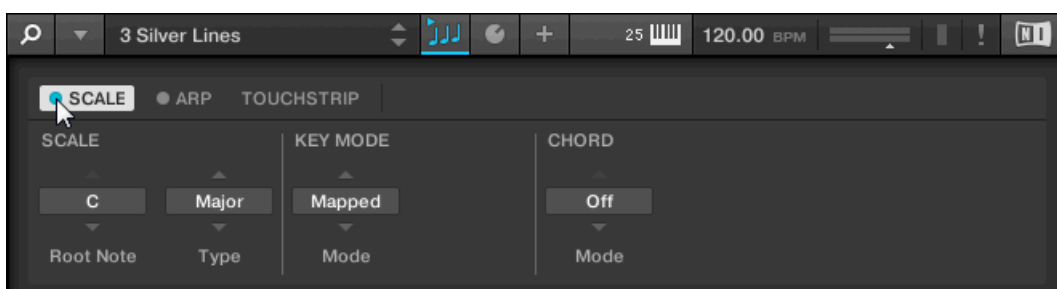 3 Silver Lines 25 120.00 BPM ! NI
SCALE ARP TOUCHSTRIP
SCALE KEY MODE CHORD
C Major Mapped Off
Root Note Type Mode Mode